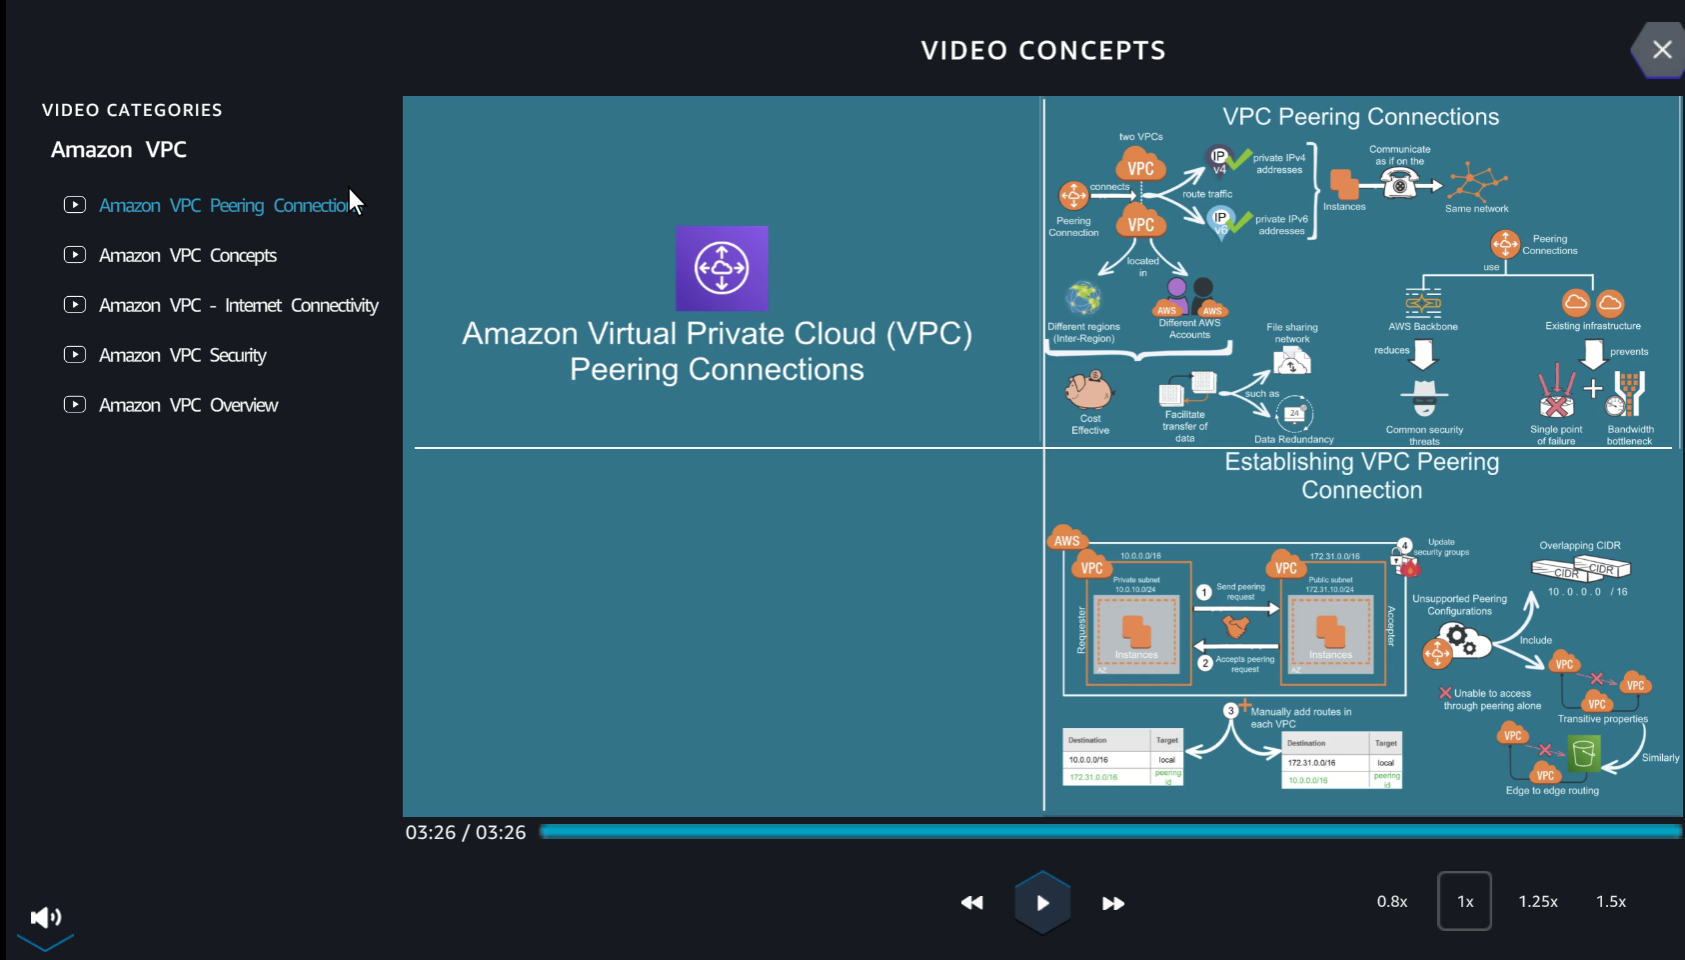 VIDEO CONCEPTS
VIDEO CATEGORIES
Amazon VPC
Amazon VPC Peering Connection
Amazon VPC Concepts
Amazon VPC - Internet Connectivity
Amazon VPC Security
Amazon VPC Overview
Amazon Virtual Private Cloud (VPC)
Peering Connections
VPC Peering Connections
two VPCs
VPC
connects
Peering
Connection
VPC
route traffic
IP
v4
private IPv4
addresses
IP
v6
private IPv6
addresses
Instances
Communicate
as if on the
Same network
located
in
Different regions
(Inter-Region)
AWS
AWS
Different AWS
Accounts
Cost
Effective
Facilitate
transfer of
data
such as
File sharing
network
24
Data Redundancy
Peering
Connections
use
AWS Backbone
reduces
Common security
threats
Existing infrastructure
prevents
Single point
of failure
Bandwidth
bottleneck
Establishing VPC Peering
Connection
AWS
VPC
10.0.0.0/16
Private subnet
10.0.10.0/24
Requester
Instances
AZ
1
Send peering
request
2
Accepts peering
request
VPC
172.31.0.0/16
Public subnet
172.31.10.0/24
Instances
AZ
Accepter
4
Update
security groups
3
Manually add routes in
each VPC
Destination Target
10.0.0.0/16 local
172.31.0.0/16 peering
id
Destination Target
172.31.0.0/16 local
10.0.0.0/16 peering
id
Overlapping CIDR
CIDR
CIDR
10.0.0.0 /16
Unsupported Peering
Configurations
Include
Unable to access
through peering alone
VPC
VPC
VPC
Transitive properties
Similarly
VPC
VPC
Edge to edge routing
03:26 / 03:26
0.8x
1x
1.25x
1.5x